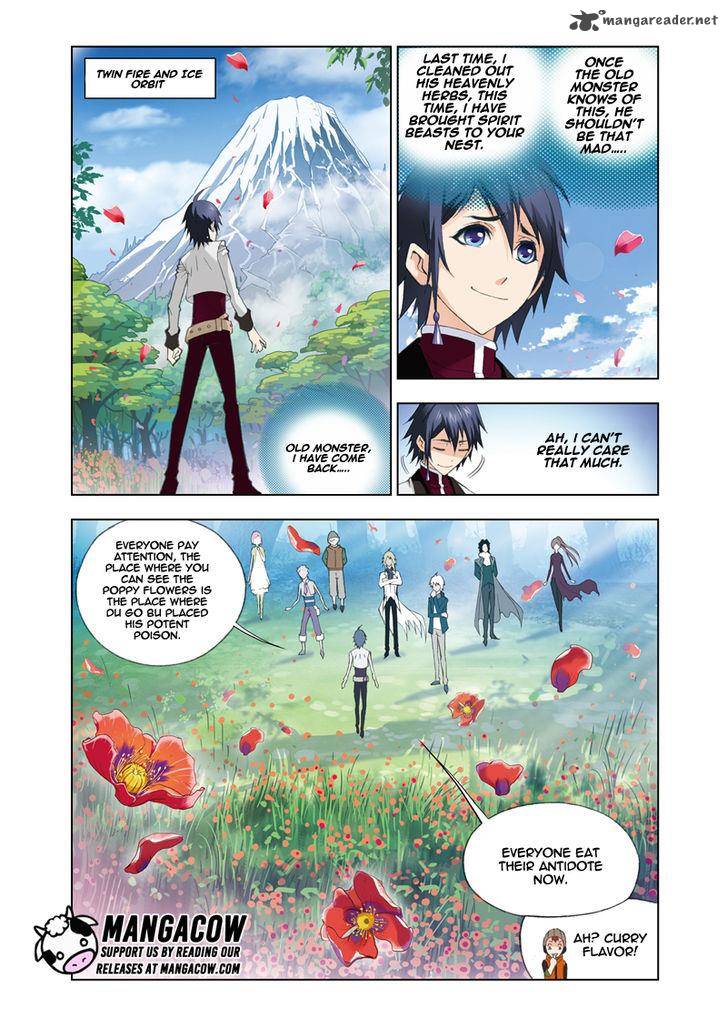 mangareader.net
TWIN FIRE AND ICE
ORBIT
OLD MONSTER,
I HAVE COME
BACK.....
LAST TIME, I
CLEANED OUT
HIS HEAVENLY
HERBS, THIS
TIME, I HAVE
BROUGHT SPIRIT
BEASTS TO YOUR
NEST.
ONCE
THE OLD
MONSTER
KNOWS OF
THIS, HE
SHOULDN'T
BE THAT
MAD.....
AH, I CAN'T
REALLY CARE
THAT MUCH.
EVERYONE PAY
ATTENTION, THE
PLACE WHERE YOU
CAN SEE THE
POPPY FLOWERS IS
THE PLACE WHERE
DU GO BU PLACED
HIS POTENT
POISON.
EVERYONE EAT
THEIR ANTIDOTE
NOW.
AH? CURRY
FLAVOR!
MANGACOW
SUPPORT US BY READING OUR
RELEASES AT MANGACOW.COM